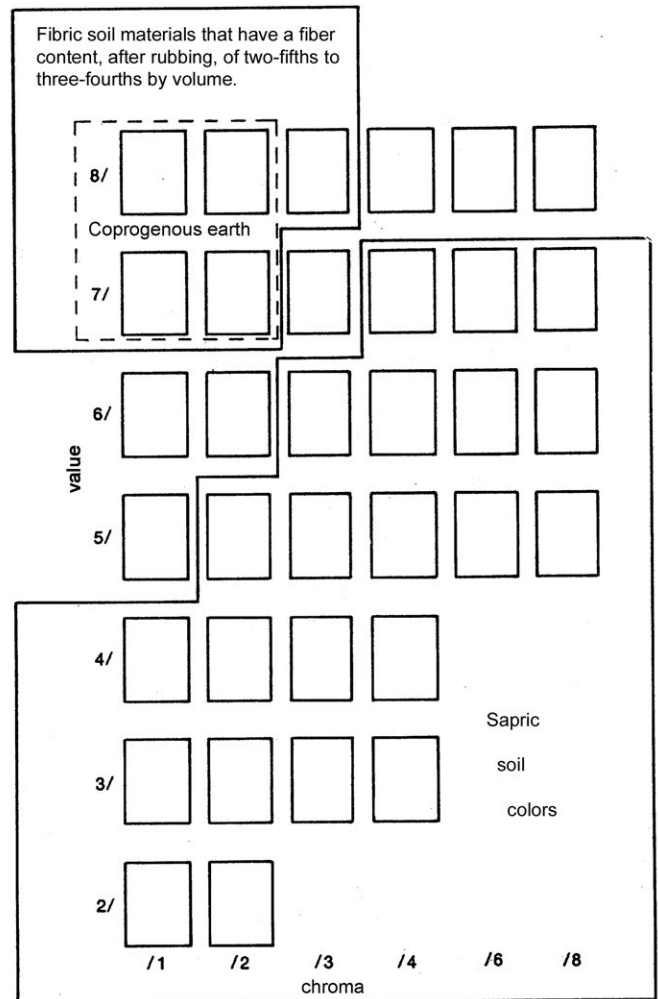 Fibric soil materials that have a fiber
content, after rubbing, of two-fifths to
three-fourths by volume.
8/
Coprogenous earth
7/
6/
value
5/
4/
Sapric
soil
3/
colors
2/
/1 /2 /3 /4 /6 /8
chroma